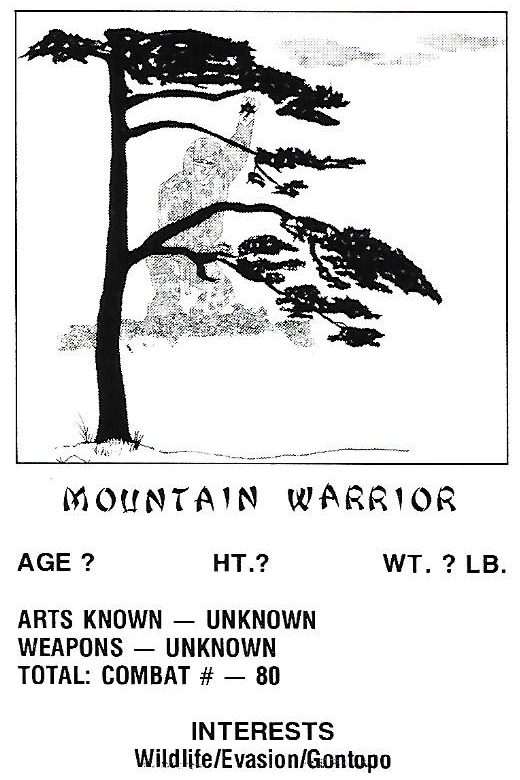 MOUNTAIN WARRIOR
AGE ? HT.? WT. ? LB.
ARTS KNOWN — UNKNOWN
WEAPONS — UNKNOWN
TOTAL: COMBAT # — 80
INTERESTS
Wildlife/Evasion/Gontopo